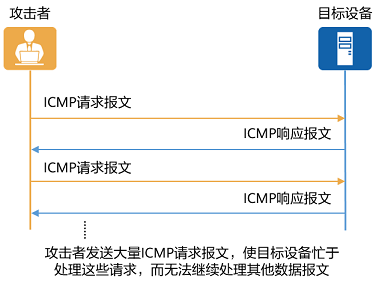 攻击者
目标设备
ICMP请求报文
ICMP响应报文
ICMP请求报文
ICMP响应报文
攻击者发送大量ICMP请求报文，使目标设备忙于
处理这些请求，而无法继续处理其他数据报文